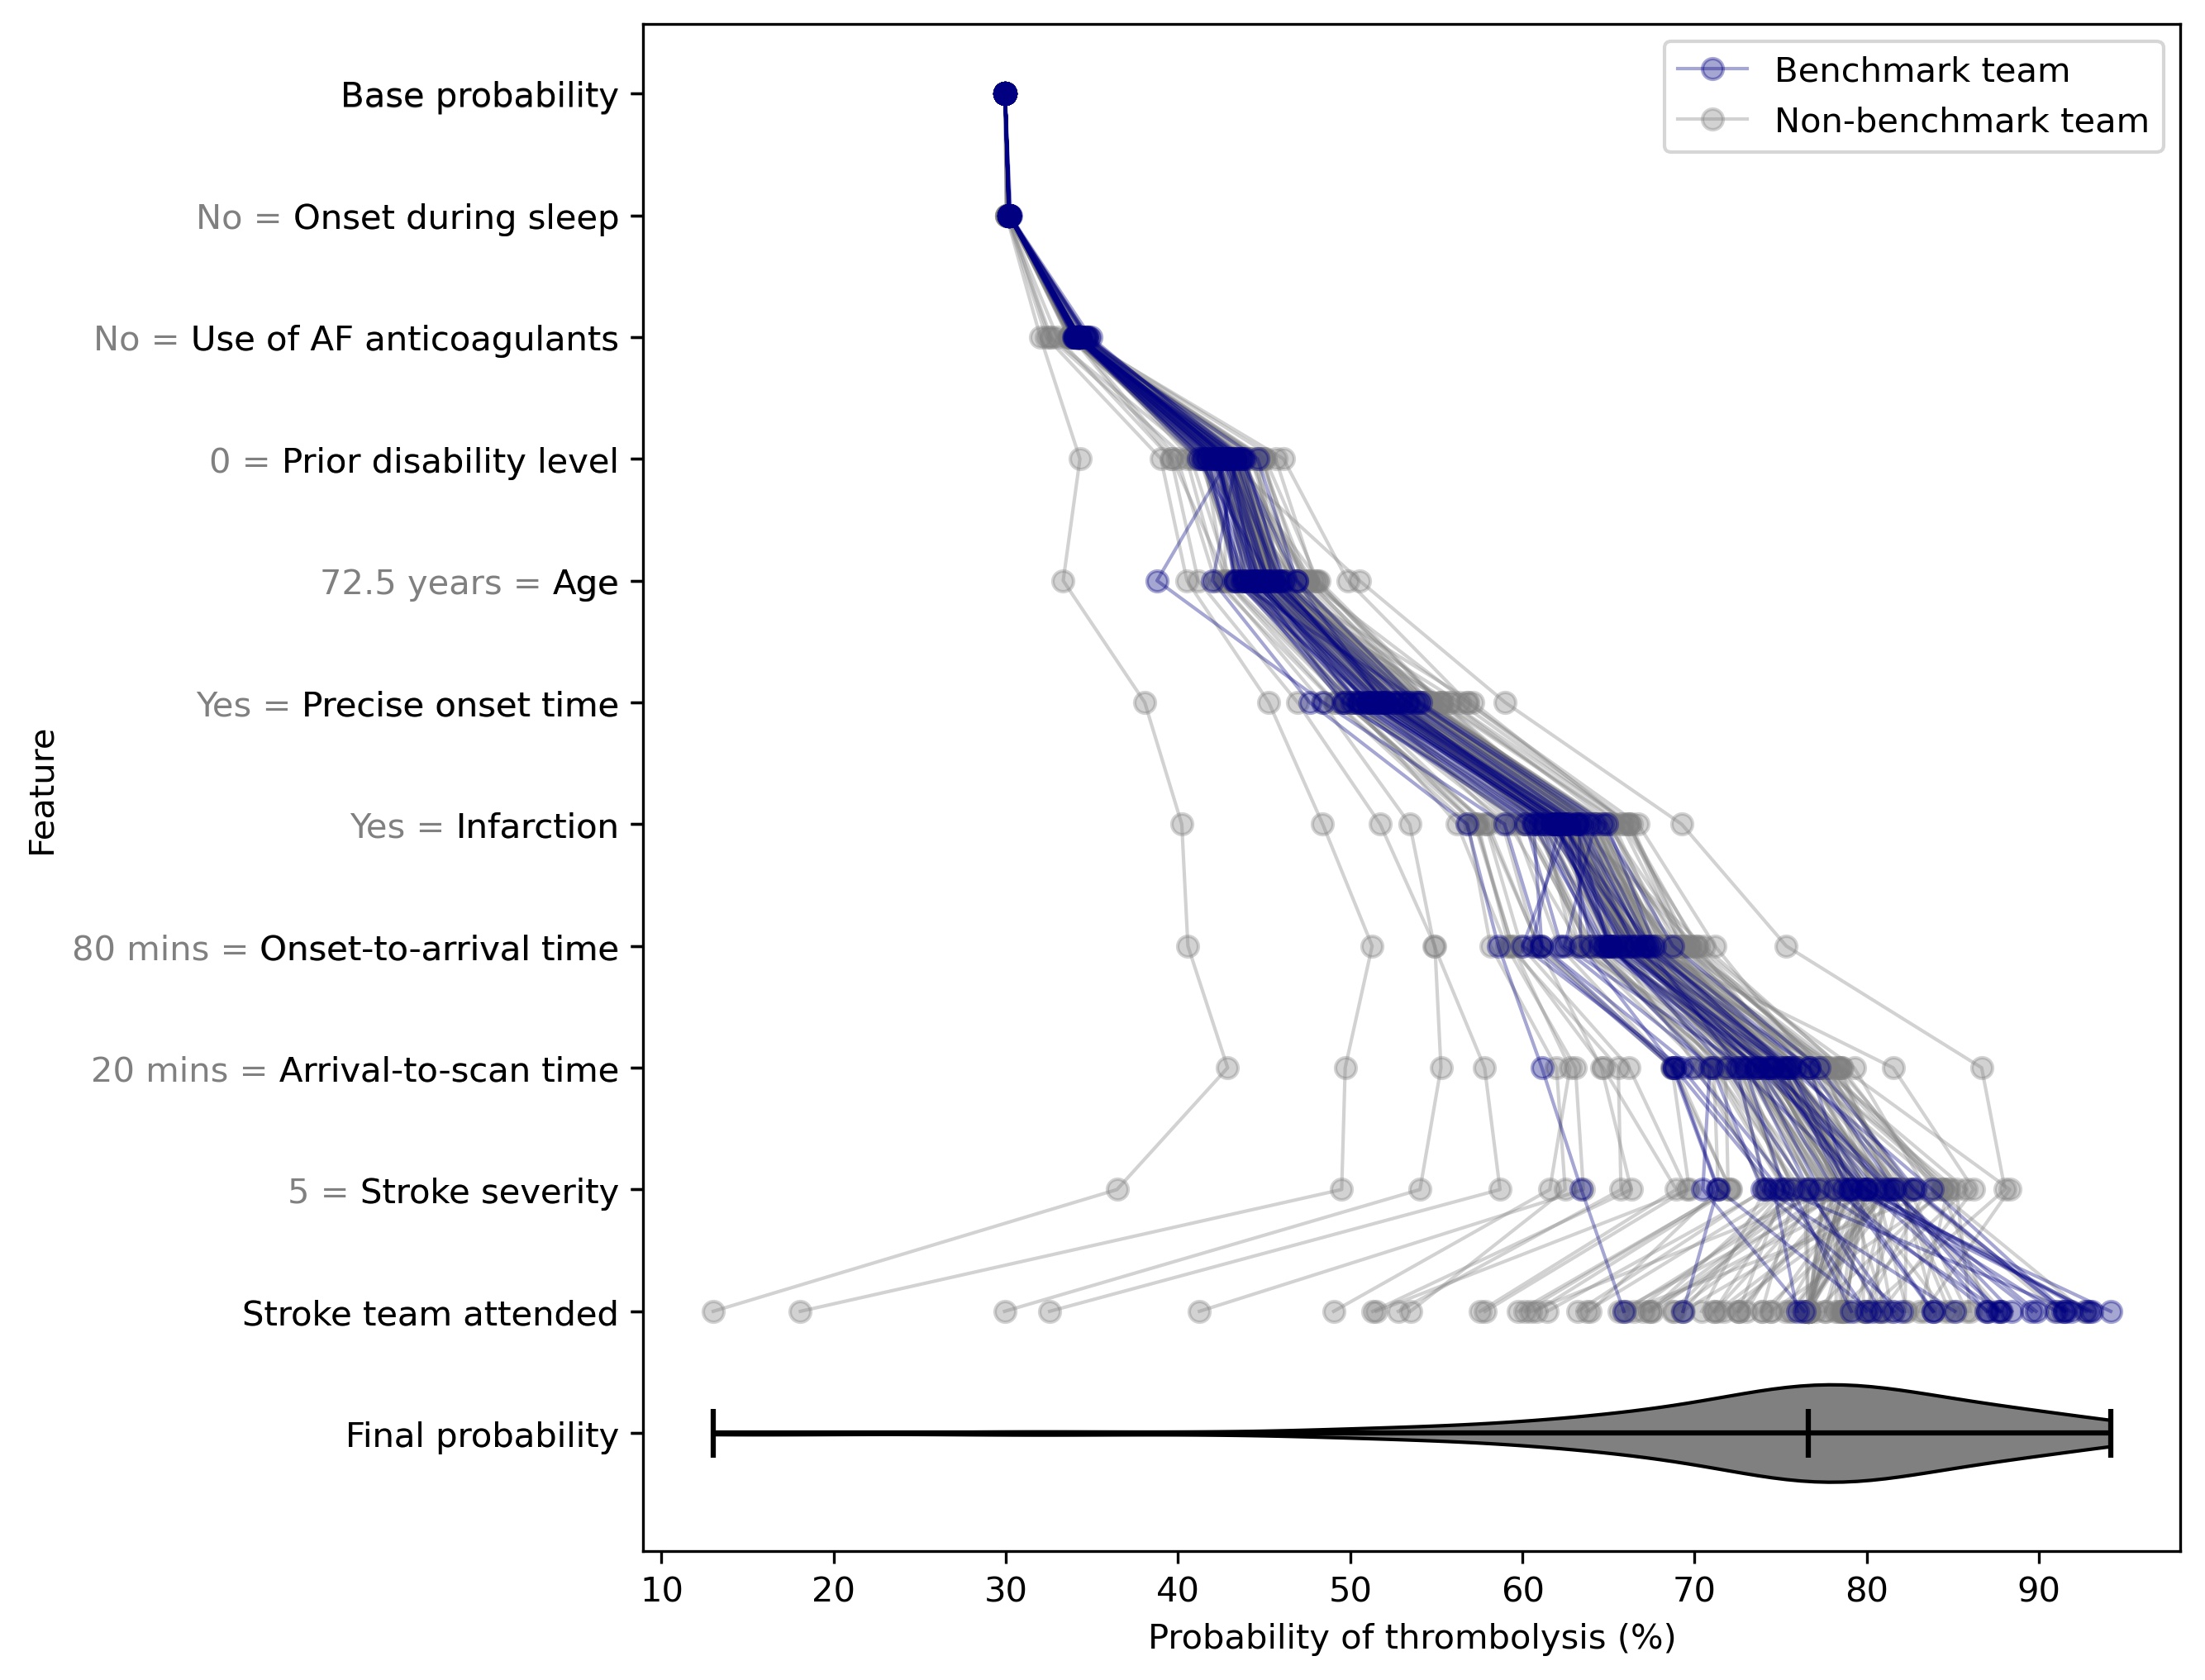 Benchmark team
Non-benchmark team
Base probability
No = Onset during sleep
No = Use of AF anticoagulants
0 = Prior disability level
72.5 years = Age
Yes = Precise onset time
Yes = Infarction
80 mins = Onset-to-arrival time
20 mins = Arrival-to-scan time
5 = Stroke severity
Stroke team attended
Final probability
Feature
10 20 30 40 50 60 70 80 90
Probability of thrombolysis (%)